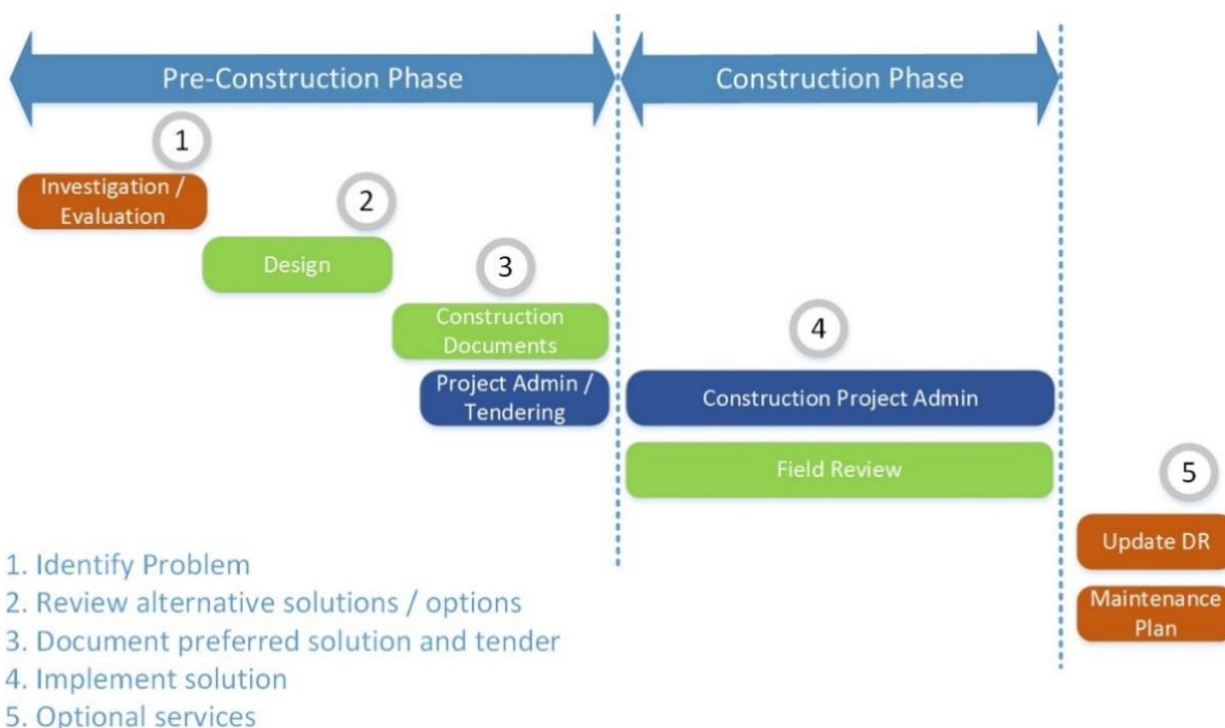 Pre-Construction Phase
Construction Phase
1
Investigation /
Evaluation
2
Design
3
Construction
Documents
4
Project Admin /
Tendering
Construction Project Admin
Field Review
5
Update DR
Maintenance
Plan
1. Identify Problem
2. Review alternative solutions / options
3. Document preferred solution and tender
4. Implement solution
5. Optional services